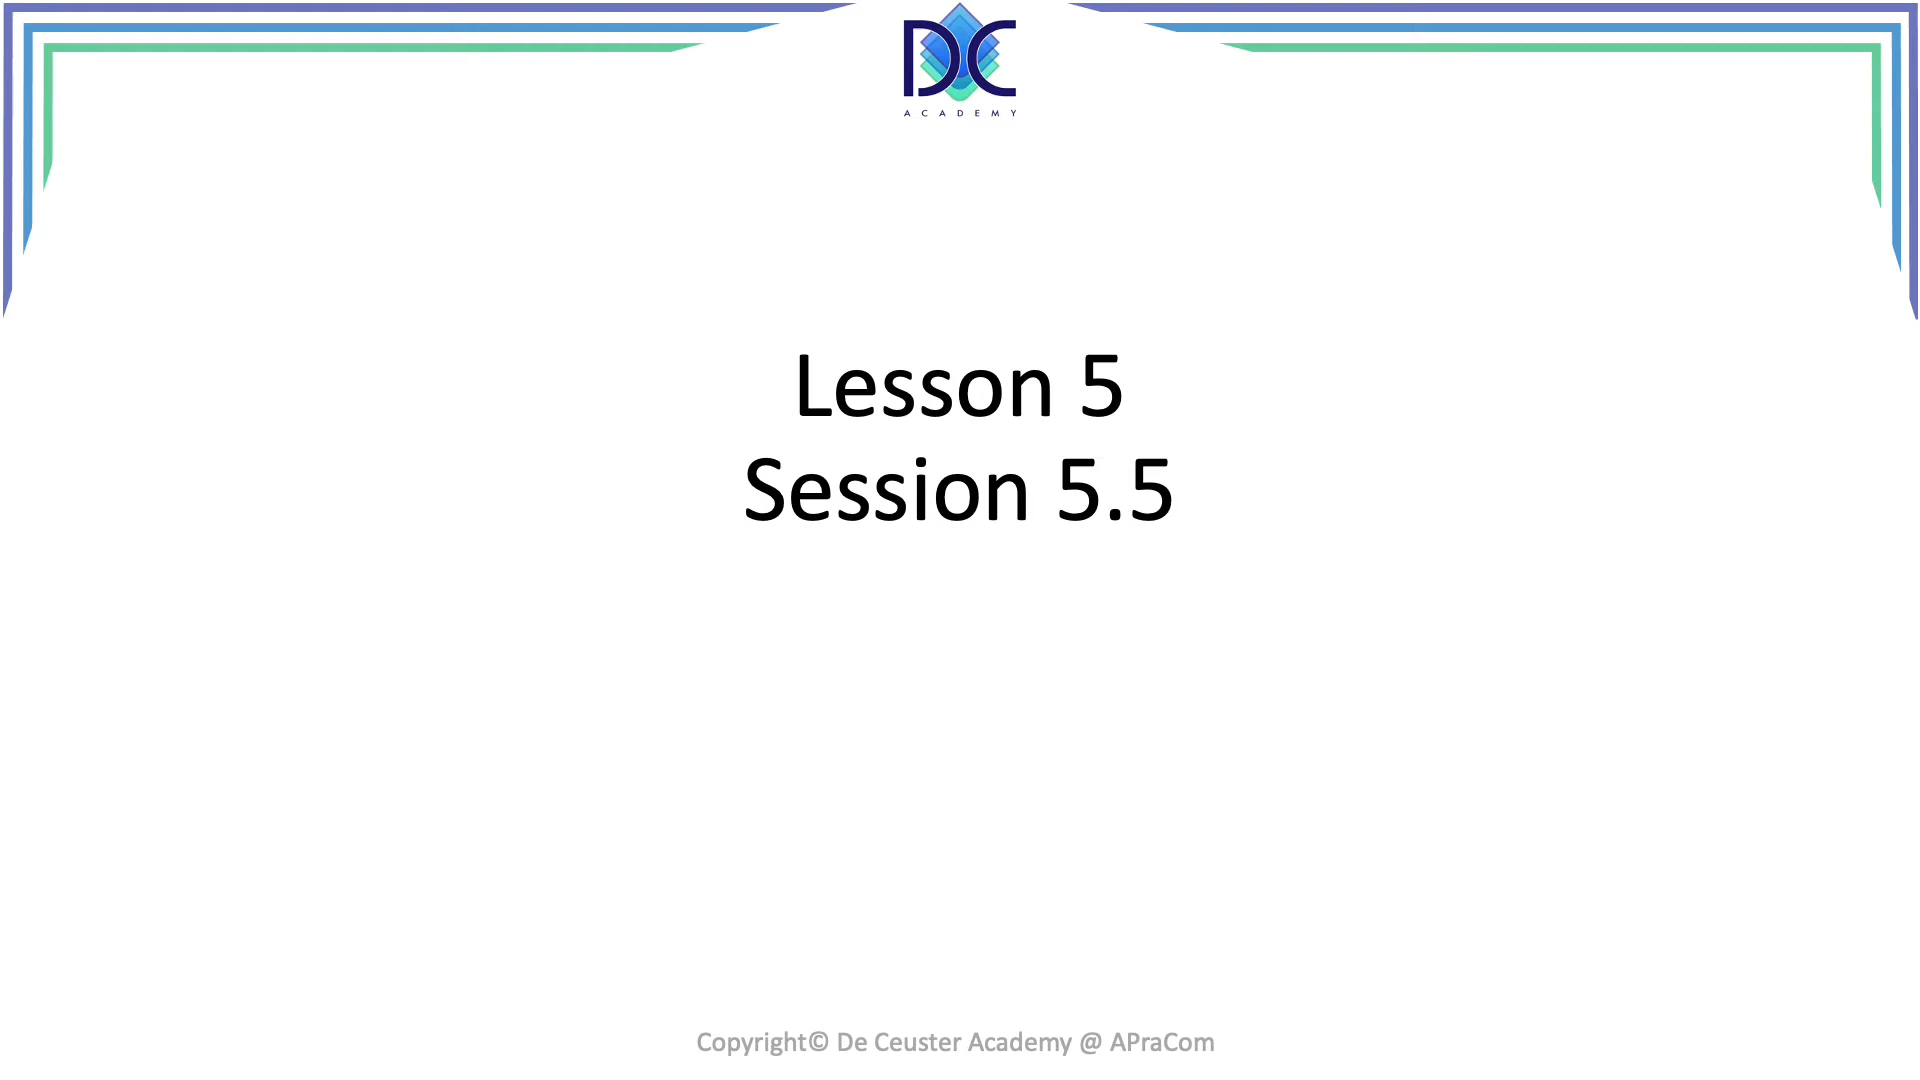 DC
ACADEMY
Lesson 5
Session 5.5
Copyright© De Ceuster Academy @ APraCom